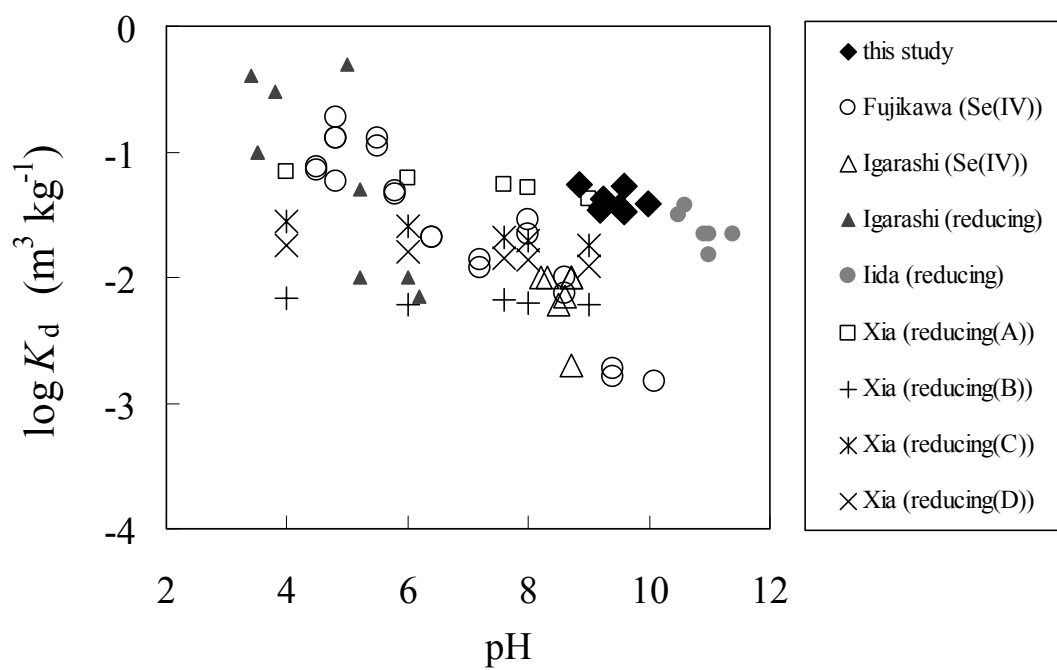 0
-1
-2
-3
-4
log K_d (m³ kg⁻¹)
2 4 6 8 10 12
pH
this study
Fujikawa (Se(IV))
Igarashi (Se(IV))
Igarashi (reducing)
Iida (reducing)
Xia (reducing(A))
Xia (reducing(B))
Xia (reducing(C))
Xia (reducing(D))